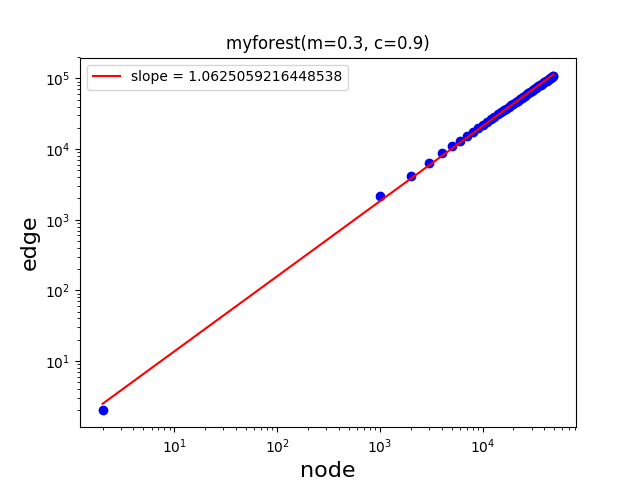 myforest(m=0.3, c=0.9)
slope = 1.0625059216448538
10^5
10^4
10^3
10^2
10^1
edge
10^1 10^2 10^3 10^4
node